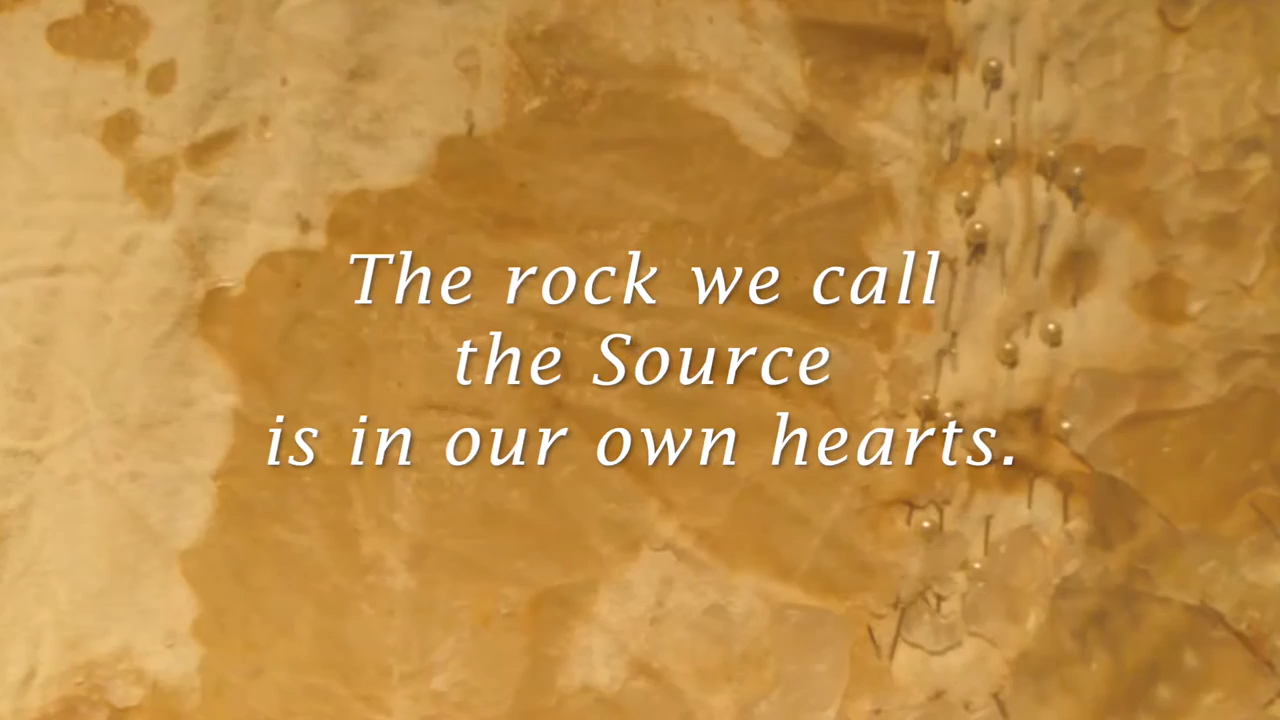 The rock we call
the Source
is in our own hearts.